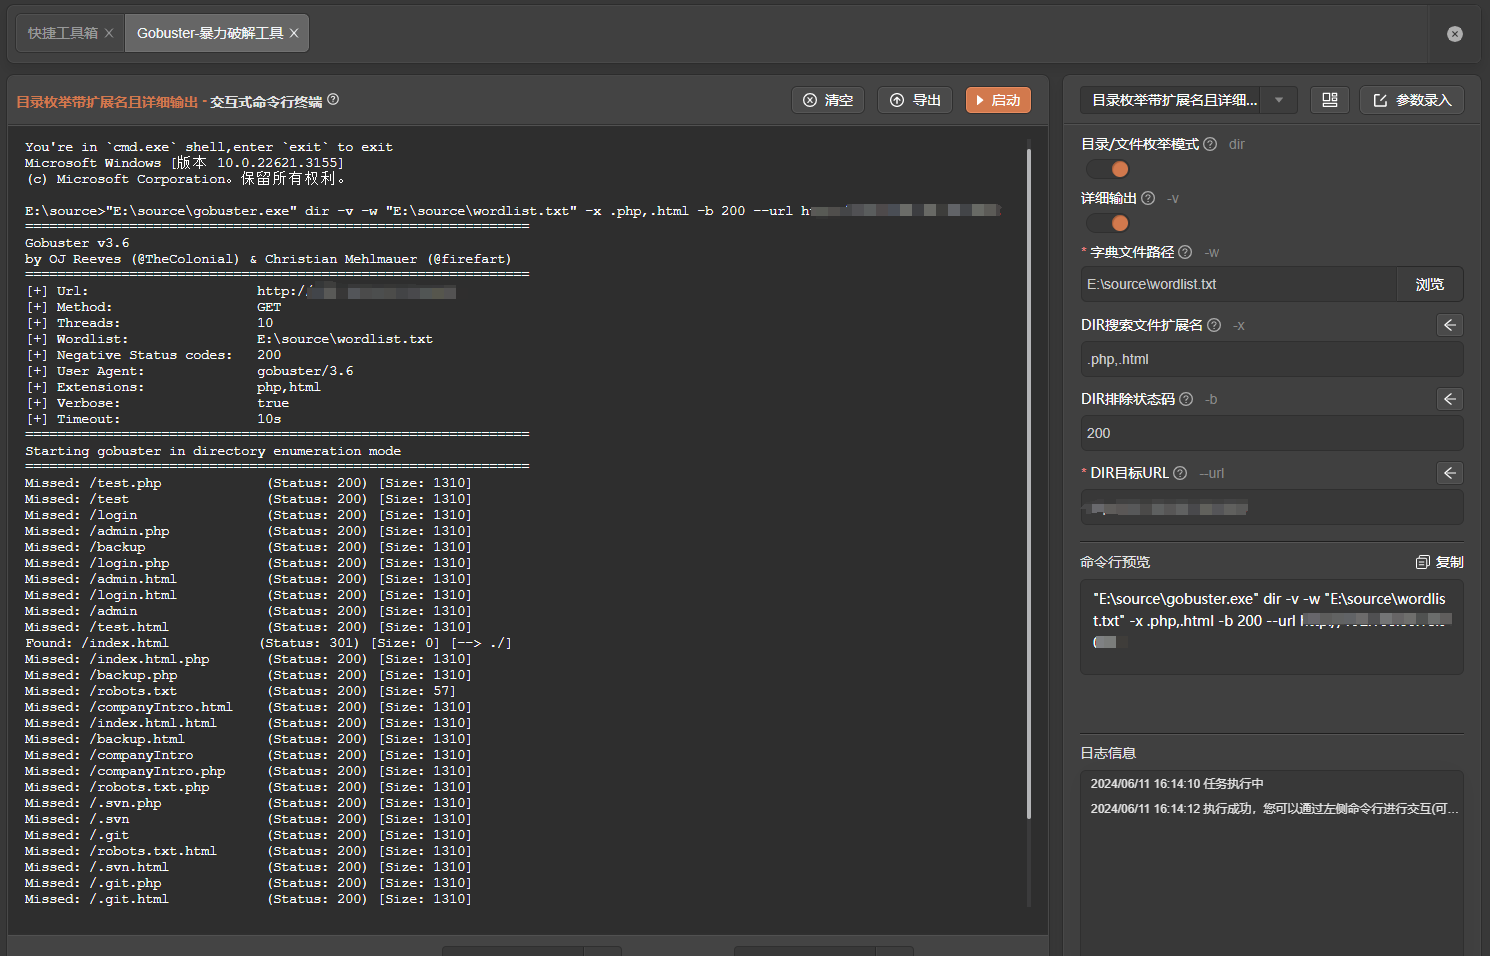 快捷工具箱 ×
Gobuster-暴力破解工具 ×
目录枚举带扩展名且详细输出 - 交互式命令行终端
清空
导出
启动
You're in `cmd.exe` shell,enter `exit` to exit
Microsoft Windows [版本 10.0.22621.3155]
(c) Microsoft Corporation。保留所有权利。
E:\source>"E:\source\gobuster.exe" dir -v -w "E:\source\wordlist.txt" -x .php,.html -b 200 --url
===============================================================
Gobuster v3.6
by OJ Reeves (@TheColonial) & Christian Mehlmauer (@firefart)
===============================================================
[+] Url: http:/
[+] Method: GET
[+] Threads: 10
[+] Wordlist: E:\source\wordlist.txt
[+] Negative Status codes: 200
[+] User Agent: gobuster/3.6
[+] Extensions: php,html
[+] Verbose: true
[+] Timeout: 10s
===============================================================
Starting gobuster in directory enumeration mode
===============================================================
Missed: /test.php (Status: 200) [Size: 1310]
Missed: /test (Status: 200) [Size: 1310]
Missed: /login (Status: 200) [Size: 1310]
Missed: /admin.php (Status: 200) [Size: 1310]
Missed: /backup (Status: 200) [Size: 1310]
Missed: /login.php (Status: 200) [Size: 1310]
Missed: /admin.html (Status: 200) [Size: 1310]
Missed: /login.html (Status: 200) [Size: 1310]
Missed: /admin (Status: 200) [Size: 1310]
Missed: /test.html (Status: 200) [Size: 1310]
Found: /index.html (Status: 301) [Size: 0] [--> ./]
Missed: /index.html.php (Status: 200) [Size: 1310]
Missed: /backup.php (Status: 200) [Size: 1310]
Missed: /robots.txt (Status: 200) [Size: 57]
Missed: /companyIntro.html (Status: 200) [Size: 1310]
Missed: /index.html.html (Status: 200) [Size: 1310]
Missed: /backup.html (Status: 200) [Size: 1310]
Missed: /companyIntro (Status: 200) [Size: 1310]
Missed: /companyIntro.php (Status: 200) [Size: 1310]
Missed: /robots.txt.php (Status: 200) [Size: 1310]
Missed: /.svn.php (Status: 200) [Size: 1310]
Missed: /.svn (Status: 200) [Size: 1310]
Missed: /.git (Status: 200) [Size: 1310]
Missed: /robots.txt.html (Status: 200) [Size: 1310]
Missed: /.svn.html (Status: 200) [Size: 1310]
Missed: /.git.php (Status: 200) [Size: 1310]
Missed: /.git.html (Status: 200) [Size: 1310]
目录枚举带扩展名且详细...
参数录入
目录/文件枚举模式 dir
详细输出 -v
* 字典文件路径 -w
E:\source\wordlist.txt
浏览
DIR搜索文件扩展名 -x
.php,.html
DIR排除状态码 -b
200
* DIR目标URL --url
命令行预览
复制
"E:\source\gobuster.exe" dir -v -w "E:\source\wordlis
t.txt" -x .php,.html -b 200 --url
日志信息
2024/06/11 16:14:10 任务执行中
2024/06/11 16:14:12 执行成功，您可以通过左侧命令行进行交互(可...